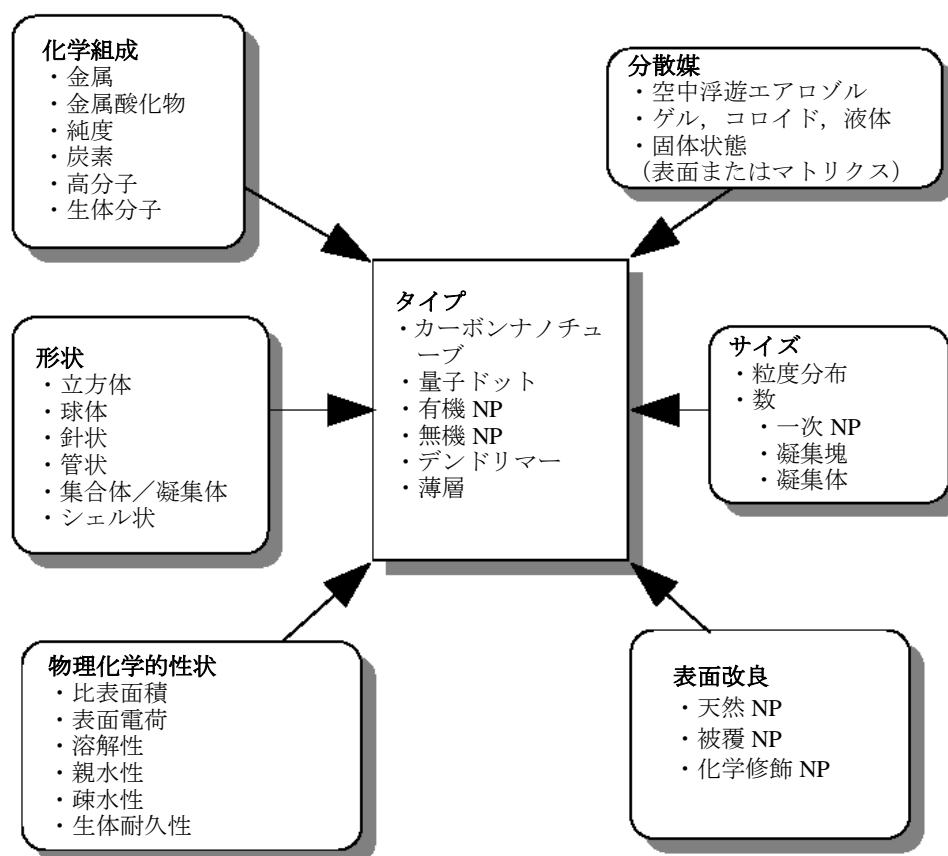 化学組成
・金属
・金属酸化物
・純度
・炭素
・高分子
・生体分子
分散媒
・空中浮遊エアロゾル
・ゲル，コロイド，液体
・固体状態
（表面またはマトリクス）
タイプ
・カーボンナノチュ
ーブ
・量子ドット
・有機 NP
・無機 NP
・デンドリマー
・薄層
形状
・立方体
・球体
・針状
・管状
・集合体／凝集体
・シェル状
サイズ
・粒度分布
・数
・一次 NP
・凝集塊
・凝集体
物理化学的性状
・比表面積
・表面電荷
・溶解性
・親水性
・疎水性
・生体耐久性
表面改良
・天然 NP
・被覆 NP
・化学修飾 NP